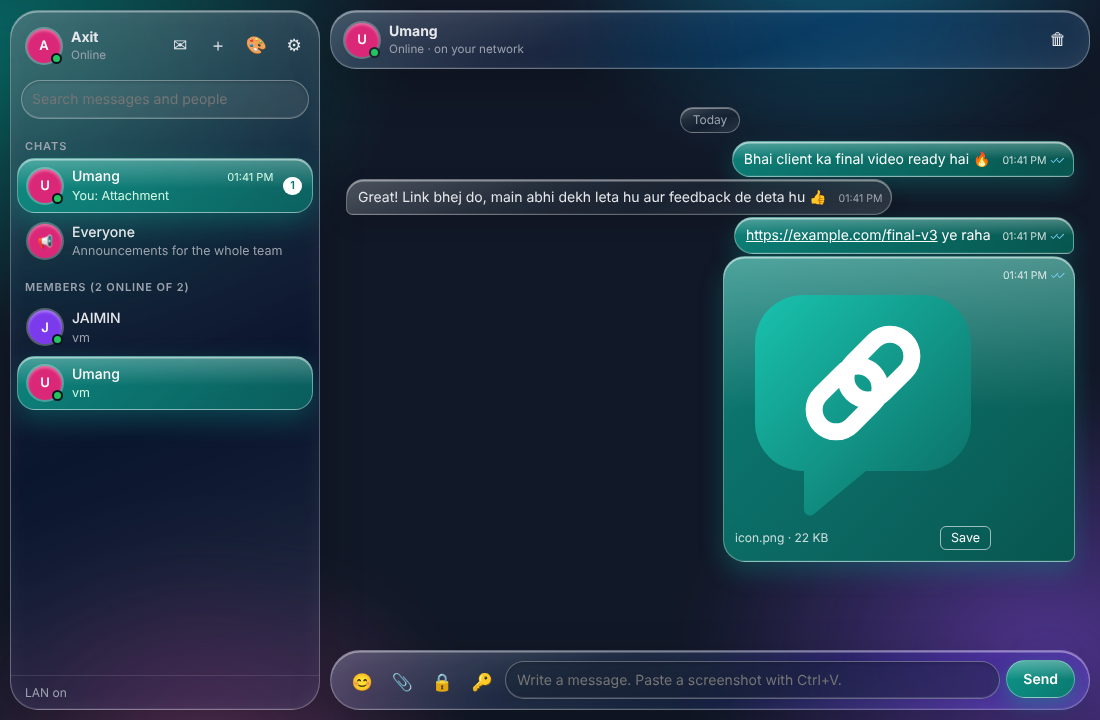 A
Axit
Online
Search messages and people
CHATS
U
Umang
01:41 PM
You: Attachment
1
Everyone
Announcements for the whole team
MEMBERS (2 ONLINE OF 2)
J
JAIMIN
vm
U
Umang
vm
LAN on
U
Umang
Online · on your network
Today
Bhai client ka final video ready hai 🔥 01:41 PM
Great! Link bhej do, main abhi dekh leta hu aur feedback de deta hu 👍 01:41 PM
https://example.com/final-v3 ye raha 01:41 PM
01:41 PM
icon.png · 22 KB
Save
Write a message. Paste a screenshot with Ctrl+V.
Send